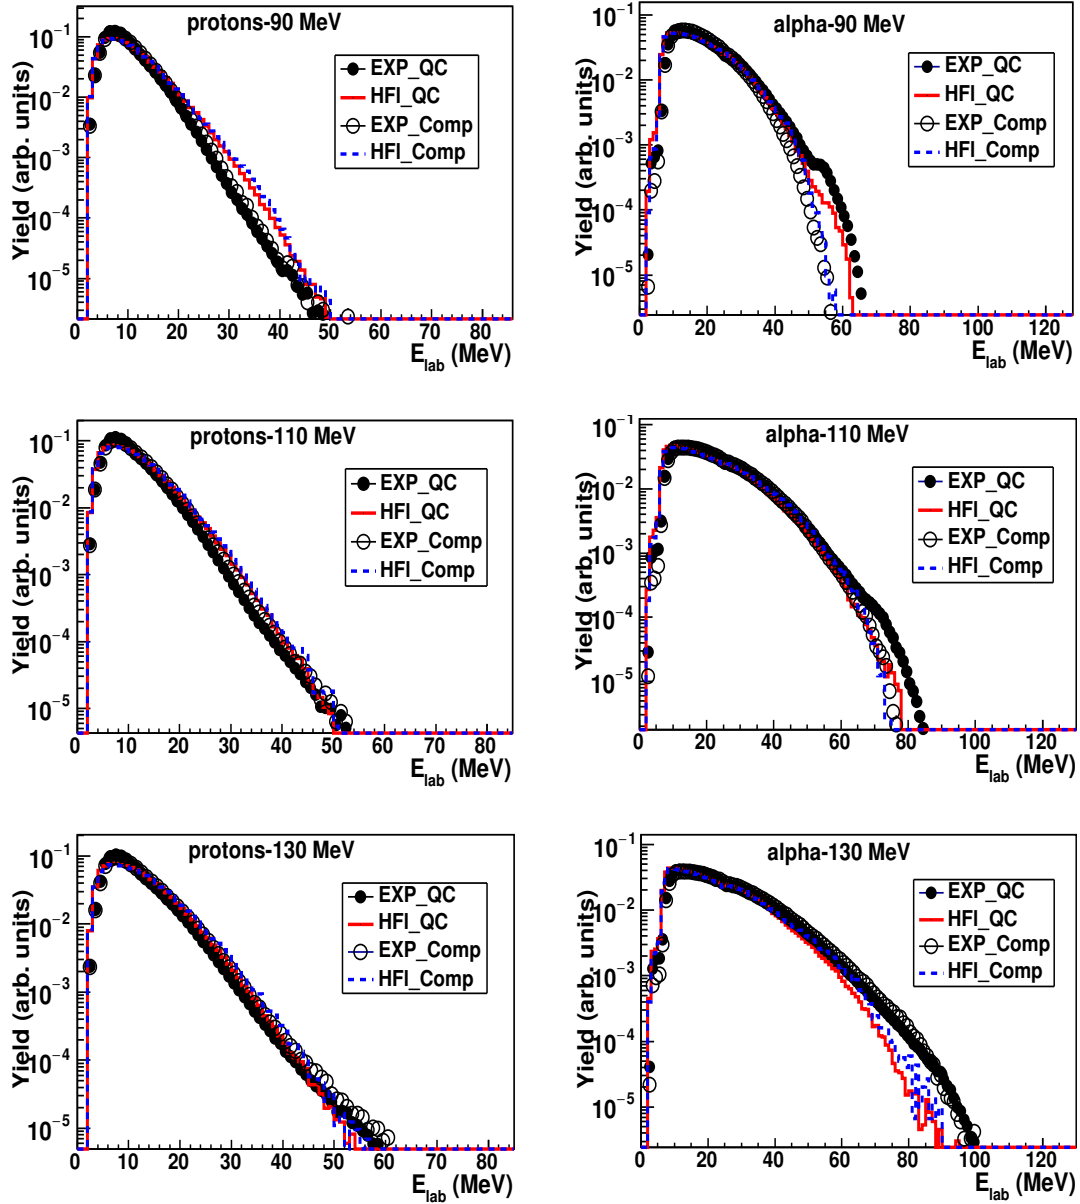 protons-90 MeV
Yield (arb. units)
10⁻¹
10⁻²
10⁻³
10⁻⁴
10⁻⁵
EXP_QC
HFI_QC
EXP_Comp
HFI_Comp
0 10 20 30 40 50 60 70 80
E_lab (MeV)
alpha-90 MeV
Yield (arb. units)
10⁻¹
10⁻²
10⁻³
10⁻⁴
10⁻⁵
EXP_QC
HFI_QC
EXP_Comp
HFI_Comp
0 20 40 60 80 100 120
E_lab (MeV)
protons-110 MeV
Yield (arb. units)
10⁻¹
10⁻²
10⁻³
10⁻⁴
10⁻⁵
EXP_QC
HFI_QC
EXP_Comp
HFI_Comp
0 10 20 30 40 50 60 70 80
E_lab (MeV)
alpha-110 MeV
Yield (arb. units)
10⁻¹
10⁻²
10⁻³
10⁻⁴
10⁻⁵
EXP_QC
HFI_QC
EXP_Comp
HFI_Comp
0 20 40 60 80 100 120
E_lab (MeV)
protons-130 MeV
Yield (arb. units)
10⁻¹
10⁻²
10⁻³
10⁻⁴
10⁻⁵
EXP_QC
HFI_QC
EXP_Comp
HFI_Comp
0 10 20 30 40 50 60 70 80
E_lab (MeV)
alpha-130 MeV
Yield (arb. units)
10⁻¹
10⁻²
10⁻³
10⁻⁴
10⁻⁵
EXP_QC
HFI_QC
EXP_Comp
HFI_Comp
0 20 40 60 80 100 120
E_lab (MeV)